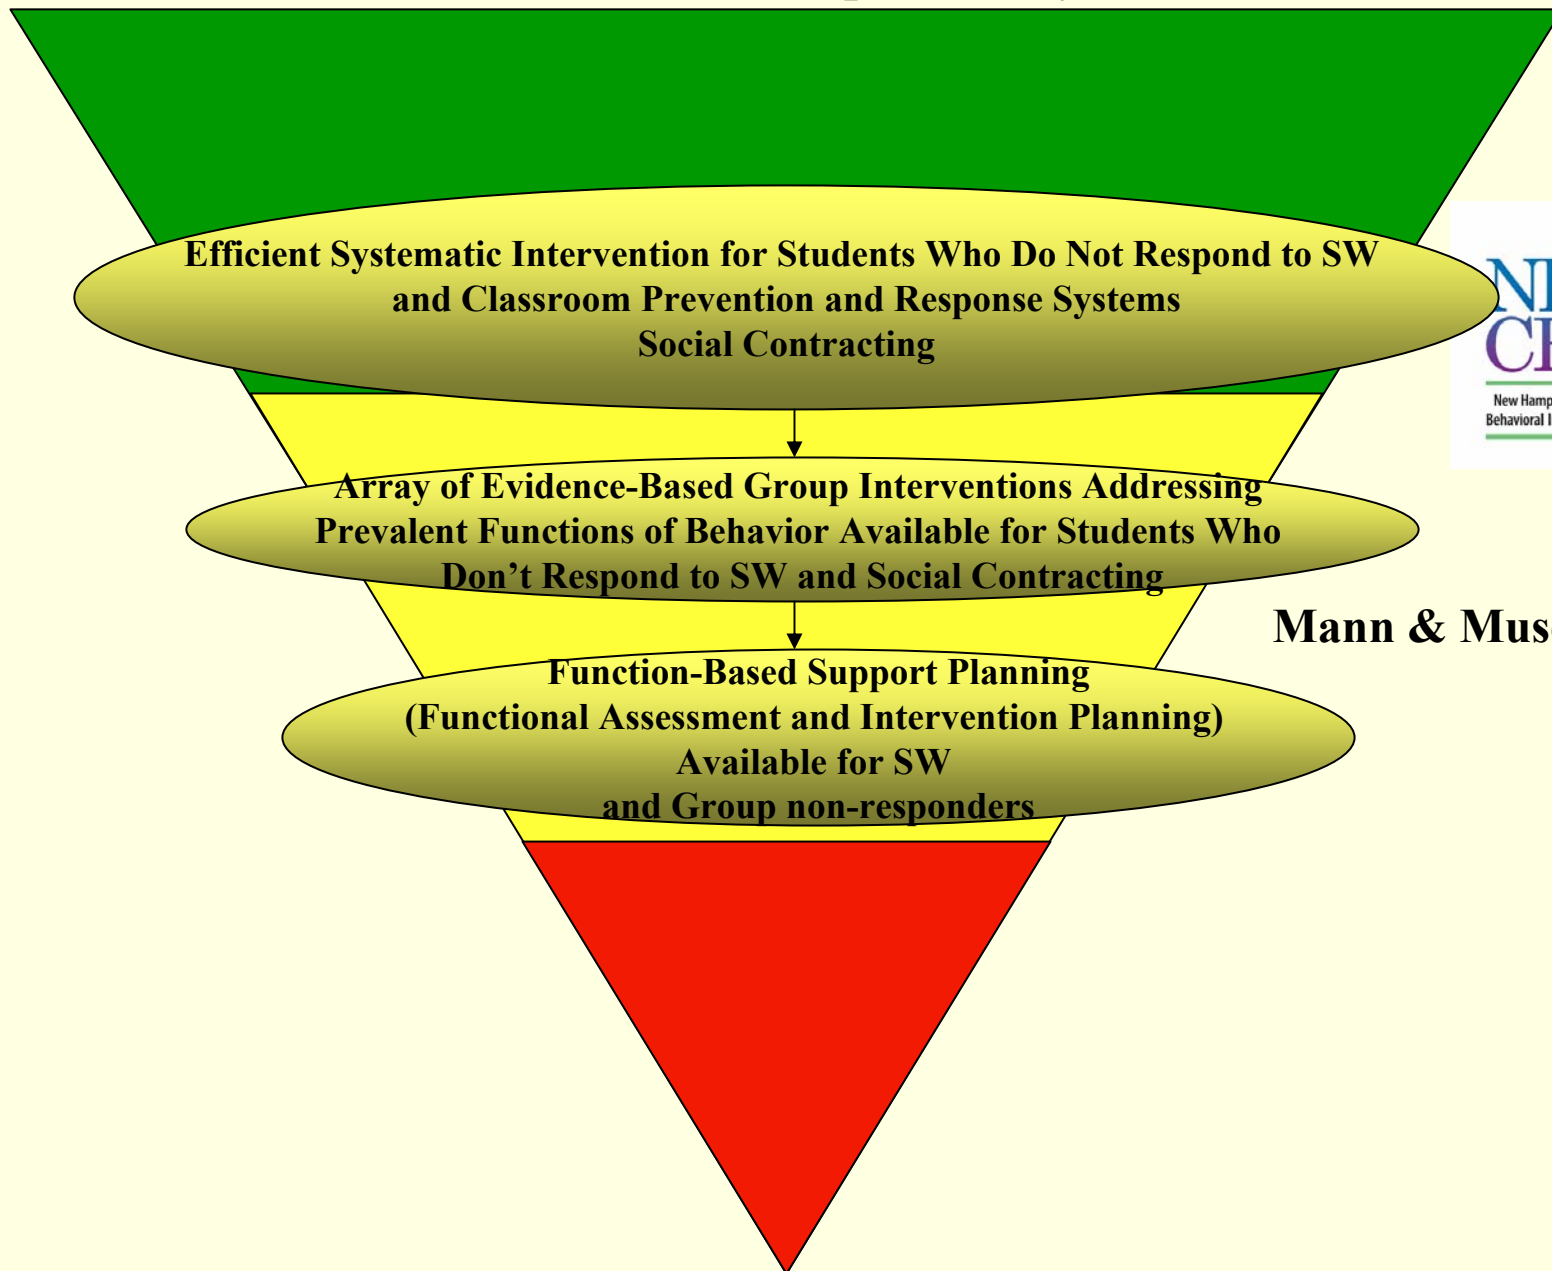 Efficient Systematic Intervention for Students Who Do Not Respond to SW
and Classroom Prevention and Response Systems
Social Contracting
Array of Evidence-Based Group Interventions Addressing
Prevalent Functions of Behavior Available for Students Who
Don’t Respond to SW and Social Contracting
Mann & Mus
Function-Based Support Planning
(Functional Assessment and Intervention Planning)
Available for SW
and Group non-responders
New Hamp
Behavioral I